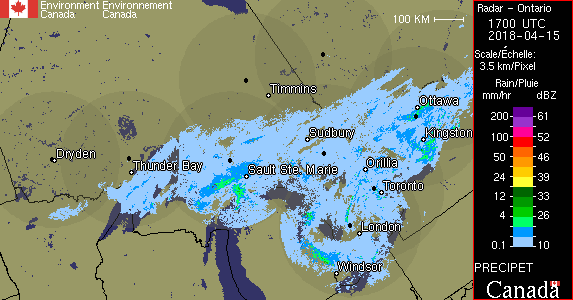 Environment Environnement
Canada Canada
100 KM
Timmins
Ottawa
Sudbury
Kingston
Dryden
Thunder Bay
Sault Ste. Marie
Orillia
Toronto
London
Windsor
Radar - Ontario
1700 UTC
2018-04-15
Scale/Échelle:
3.5 km/Pixel
Rain/Pluie
mm/hr dBZ
200 61
100 52
50 46
24 39
12 33
4 26
0.1 10
PRECIPET
Canada